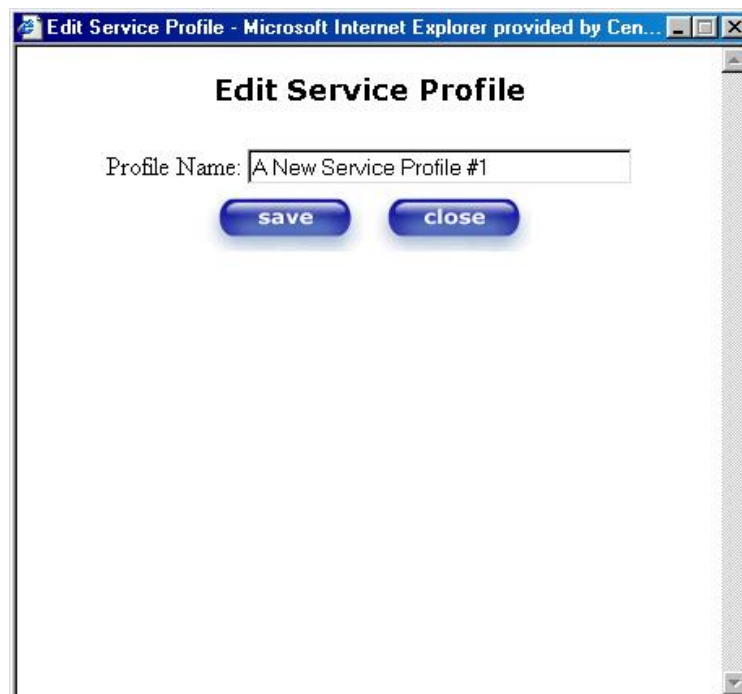 Edit Service Profile - Microsoft Internet Explorer provided by Cen...
Edit Service Profile
Profile Name: A New Service Profile #1
save close